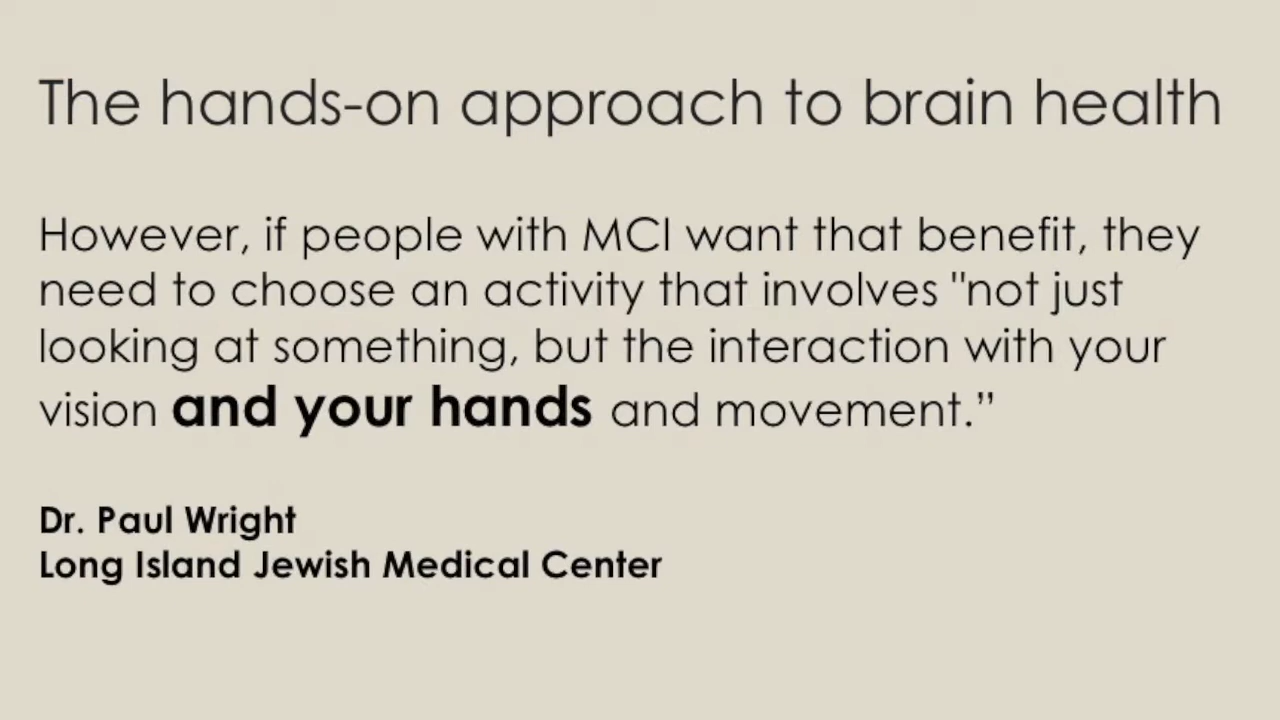 The hands-on approach to brain health
However, if people with MCI want that benefit, they
need to choose an activity that involves "not just
looking at something, but the interaction with your
vision and your hands and movement.”
Dr. Paul Wright
Long Island Jewish Medical Center